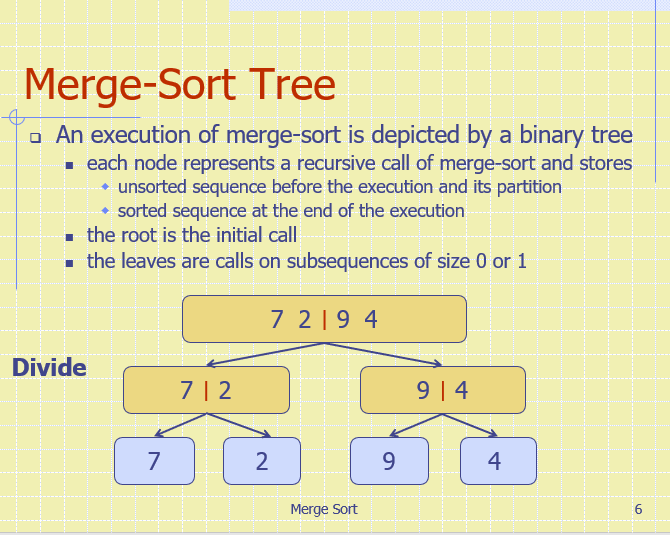 Merge-Sort Tree
An execution of merge-sort is depicted by a binary tree
each node represents a recursive call of merge-sort and stores
unsorted sequence before the execution and its partition
sorted sequence at the end of the execution
the root is the initial call
the leaves are calls on subsequences of size 0 or 1
7 2 | 9 4
Divide
7 | 2 9 | 4
7 2 9 4
Merge Sort 6